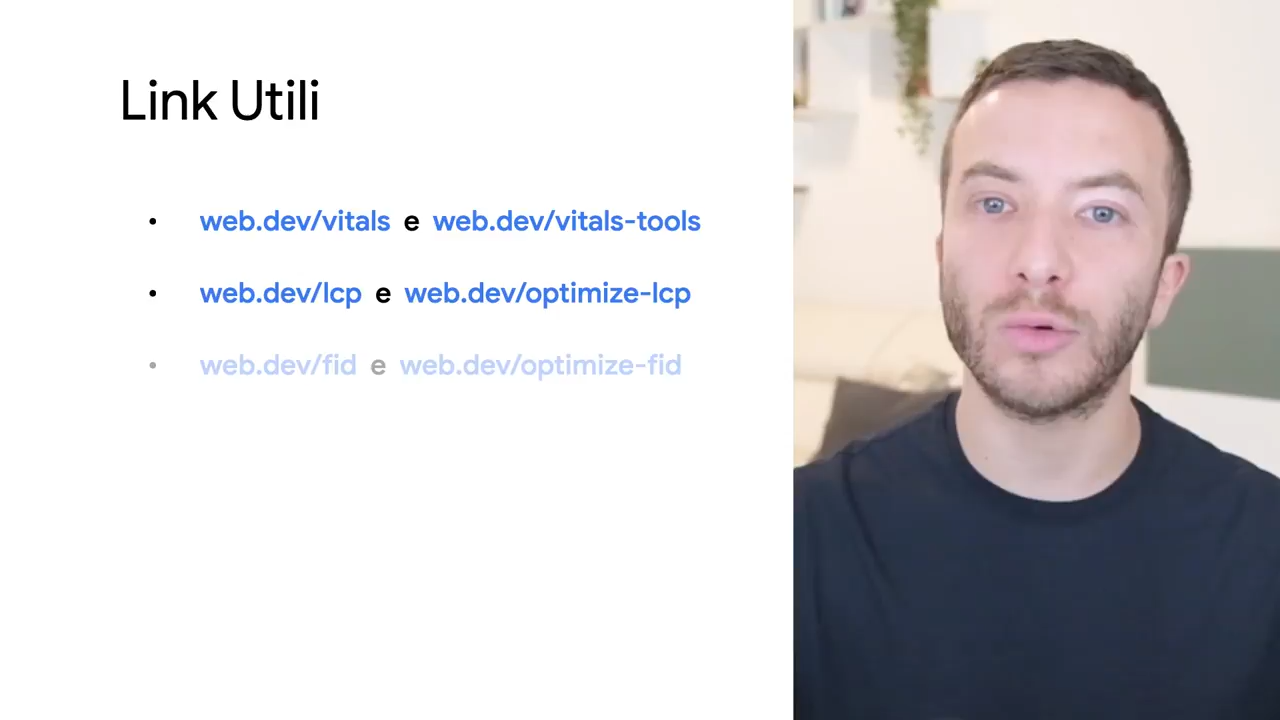 Link Utili
• web.dev/vitals e web.dev/vitals-tools
• web.dev/lcp e web.dev/optimize-lcp
• web.dev/fid e web.dev/optimize-fid